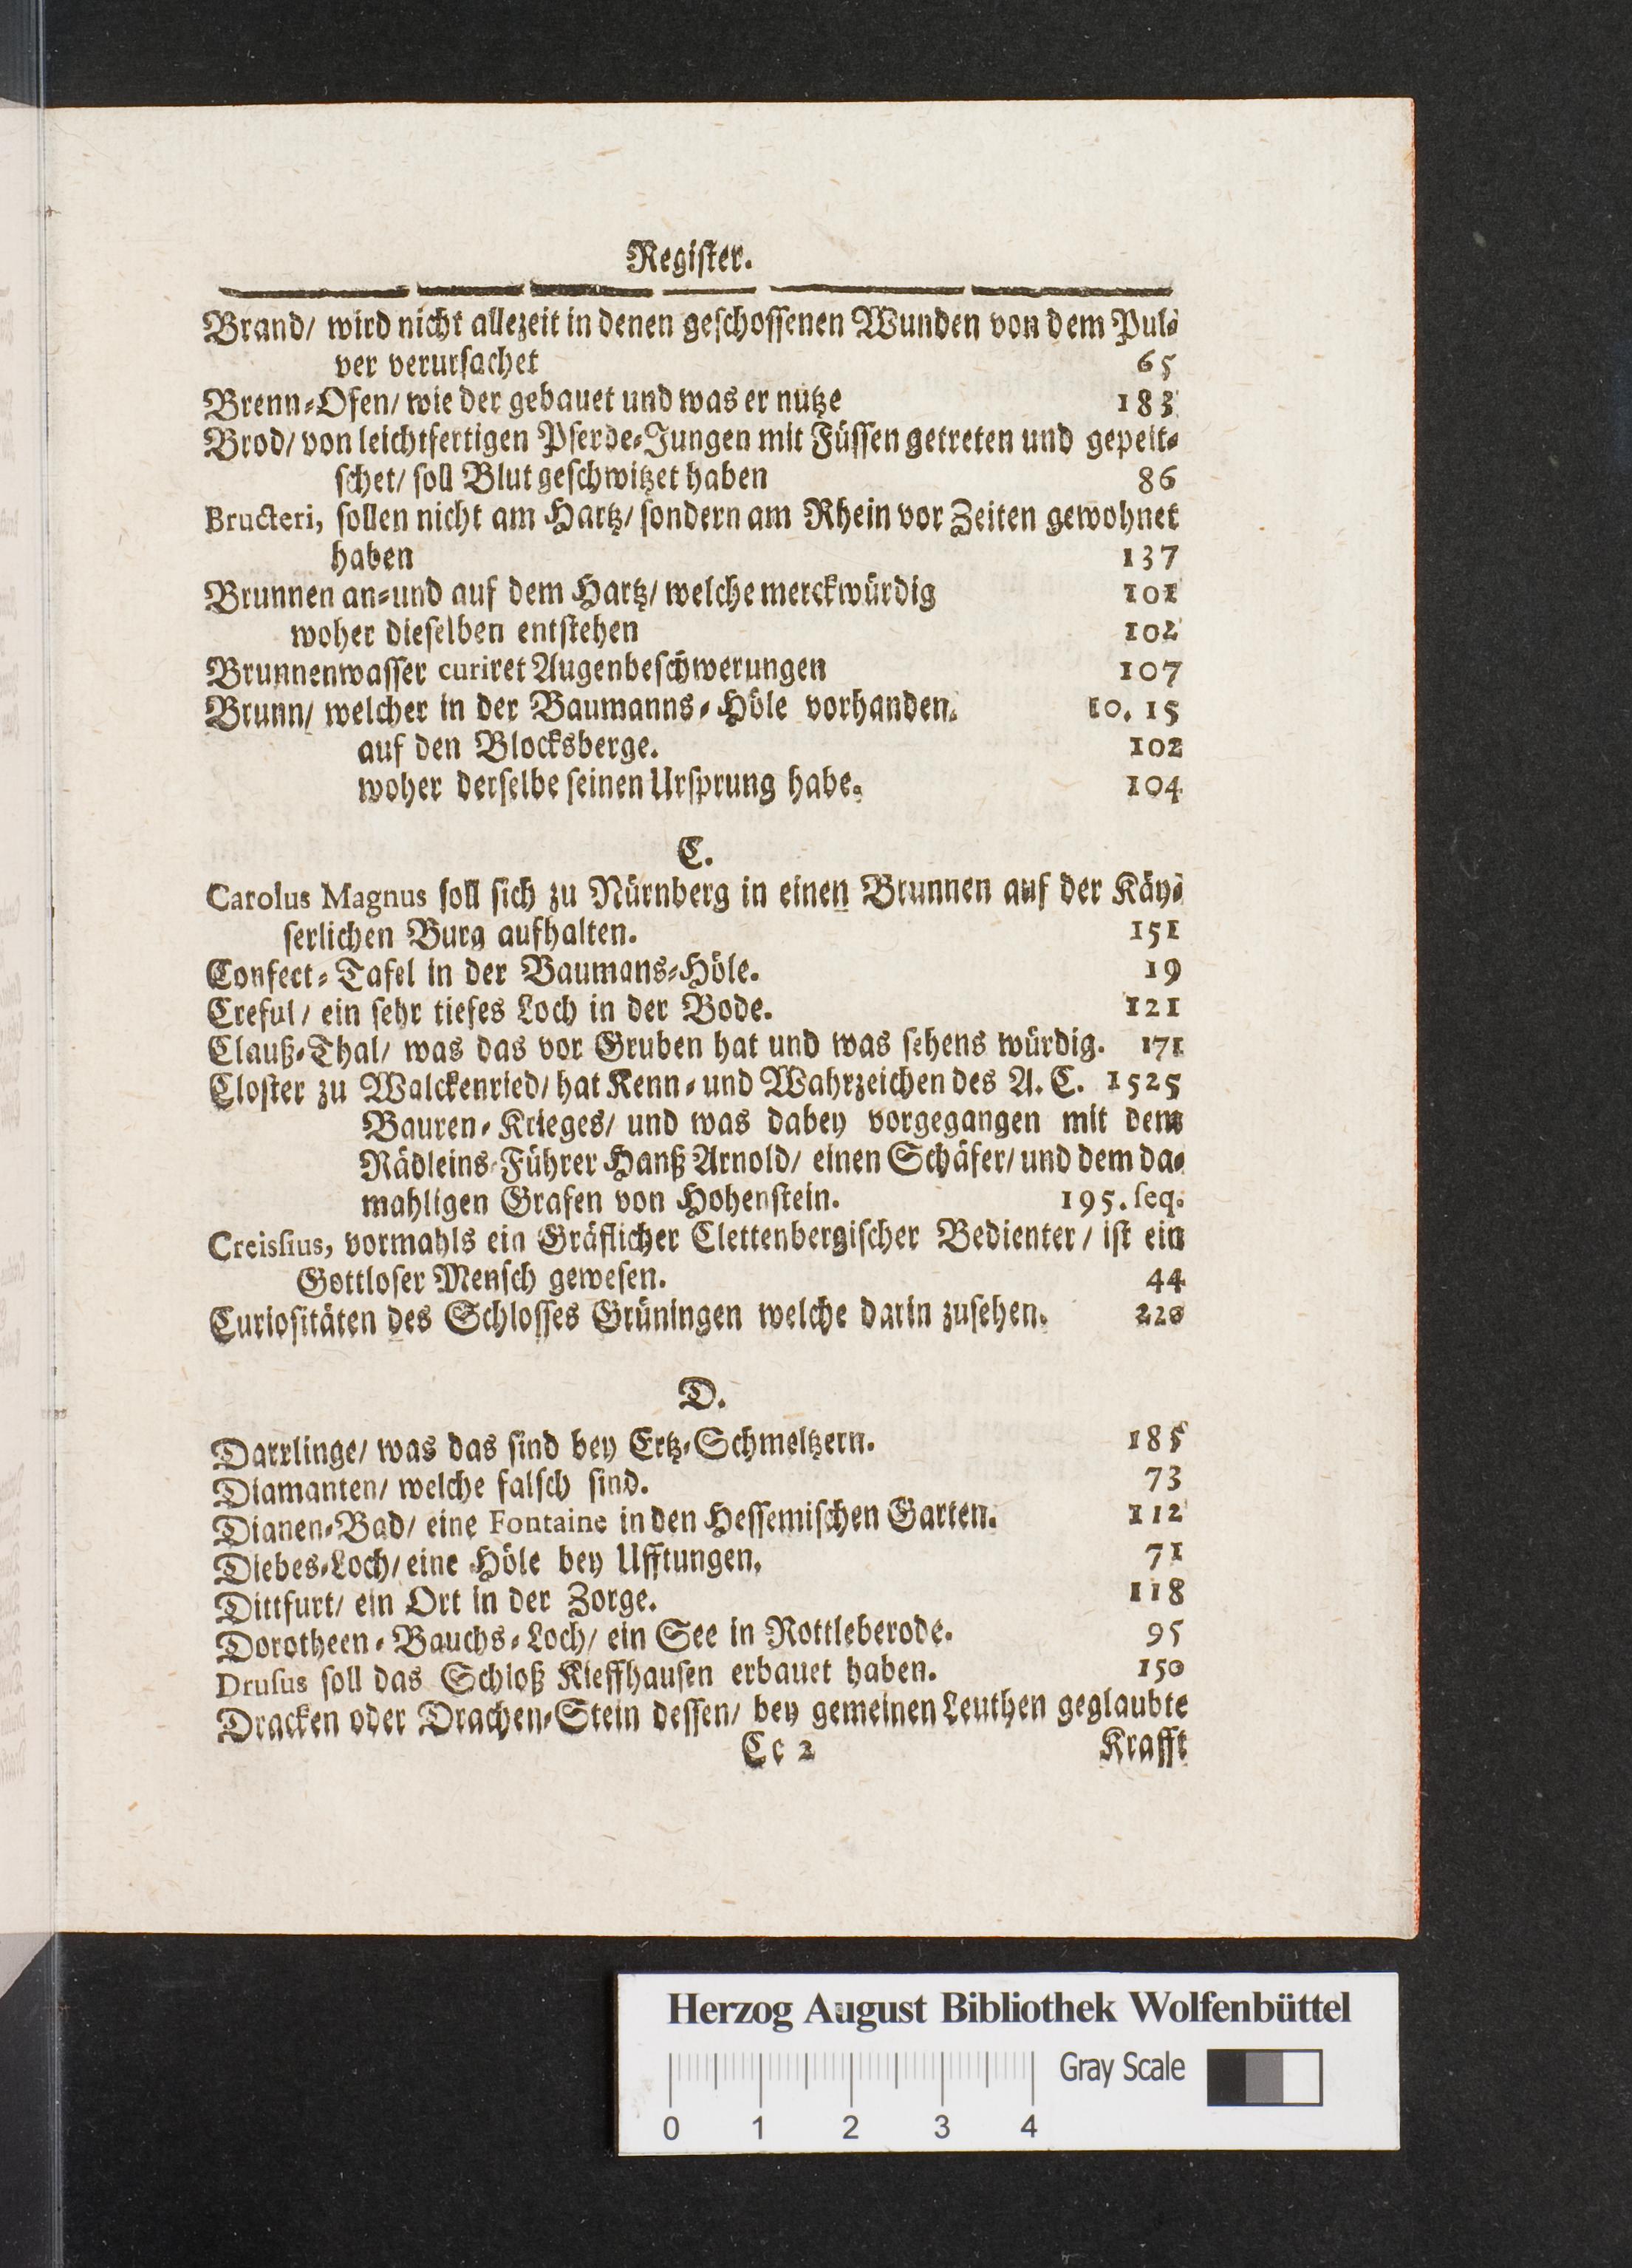 Register.
Brand/ wird nicht allezeit in denen geschossenen Wunden von dem Pul-
ver verursachet 65
Brenn-Ofen/ wie der gebauet und was er nutze 183
Brod/ von leichtfertigen Pferde-Jungen mit Füssen getreten und gepeit-
schet/ soll Blut geschwitzet haben 86
Bructeri, sollen nicht am Hartz/ sondern am Rhein vor Zeiten gewohnet
haben 137
Brunnen an-und auf dem Hartz/ welche merckwürdig 101
woher dieselben entstehen 102
Brunnenwasser curiret Augenbeschwerungen 107
Brunn/ welcher in der Baumanns-Höle vorhanden. 10. 15
auf den Blocksberge. 102
woher derselbe seinen Ursprung habe. 104
C.
Carolus Magnus soll sich zu Nürnberg in einen Brunnen auf der Käy-
serlichen Burg aufhalten. 151
Confect-Tafel in der Baumans-Höle. 19
Creful/ ein sehr tiefes Loch in der Bode. 121
Clauß-Thal/ was das vor Gruben hat und was sehens würdig. 171
Closter zu Walckenried/ hat Kenn-und Wahrzeichen des A. C. 1525
Bauren-Krieges/ und was dabey vorgegangen mit dem
Rädleins-Führer Hanß Arnold/ einen Schäfer/ und dem da-
mahligen Grafen von Hohenstein. 195. seq.
Creissius, vormahls ein Gräflicher Clettenbergischer Bedienter/ ist ein
Gottloser Mensch gewesen. 44
Curiositäten des Schlosses Grüningen welche darin zusehen. 220
D.
Darrlinge/ was das sind bey Ertz-Schmeltzern. 185
Diamanten/ welche falsch sind. 73
Dianen-Bad/ eine Fontaine in den Hessemischen Garten. 112
Diebes-Loch/ eine Höle bey Ufftungen. 71
Dittfurt/ ein Ort in der Zorge. 118
Dorotheen-Bauchs-Loch/ ein See in Rottleberode. 95
Drusus soll das Schloß Kieffhausen erbauet haben. 150
Dracken oder Drachen-Stein dessen/ bey gemeinen Leuthen geglaubte
Cc 2 Krafft
Herzog August Bibliothek Wolfenbüttel
Gray Scale
0 1 2 3 4